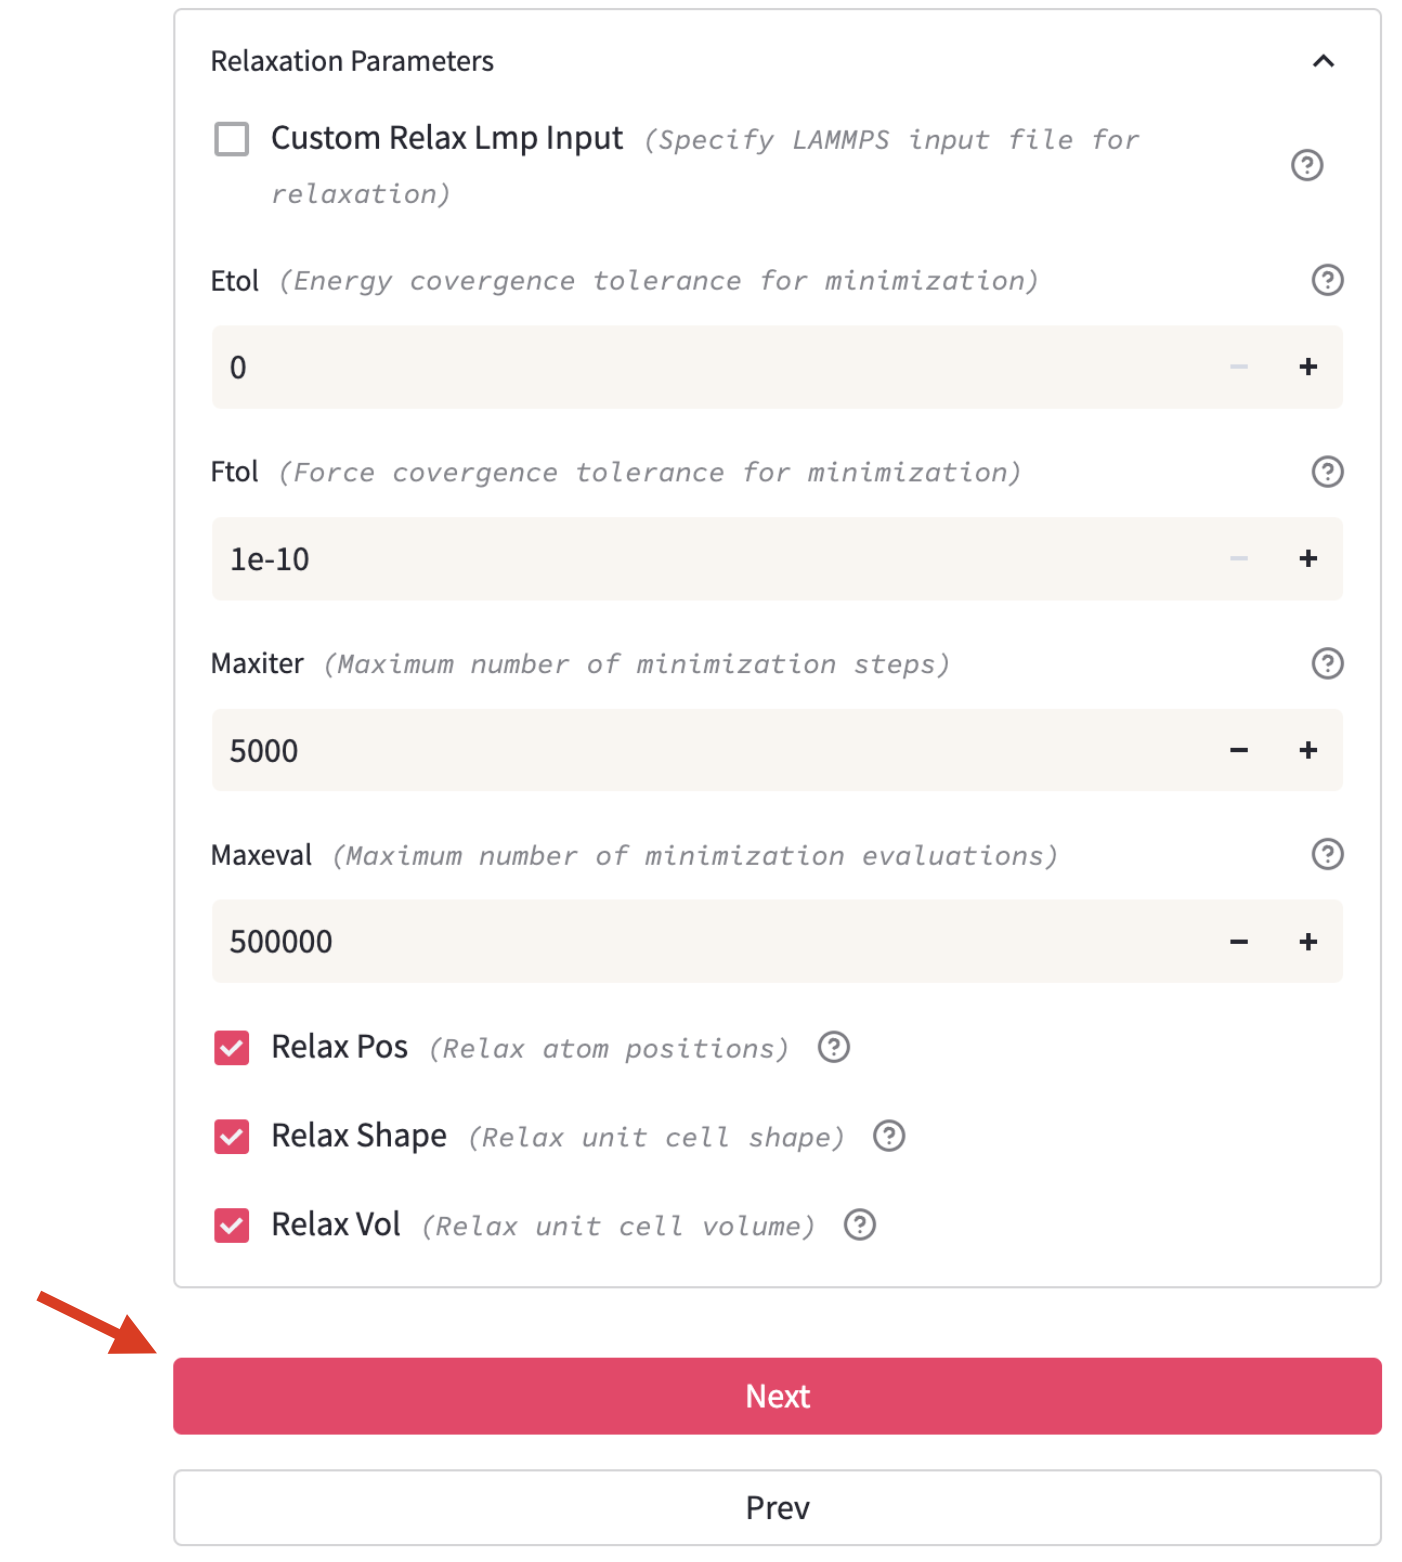 Relaxation Parameters
Custom Relax Lmp Input (Specify LAMMPS input file for
relaxation)
Etol (Energy covergence tolerance for minimization)
0
Ftol (Force covergence tolerance for minimization)
1e-10
Maxiter (Maximum number of minimization steps)
5000
Maxeval (Maximum number of minimization evaluations)
500000
Relax Pos (Relax atom positions)
Relax Shape (Relax unit cell shape)
Relax Vol (Relax unit cell volume)
Next
Prev